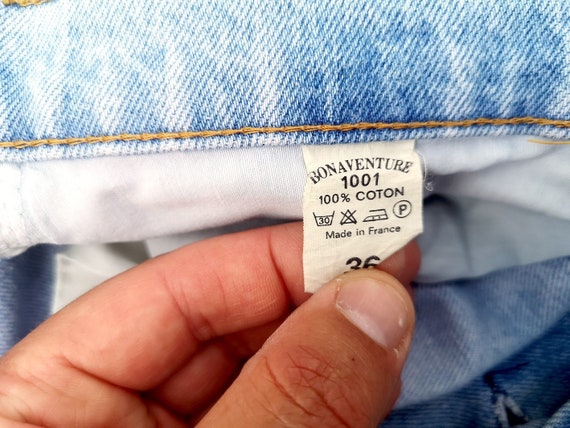 BONAVENTURE
1001
100% COTON
30 P
Made in France
36